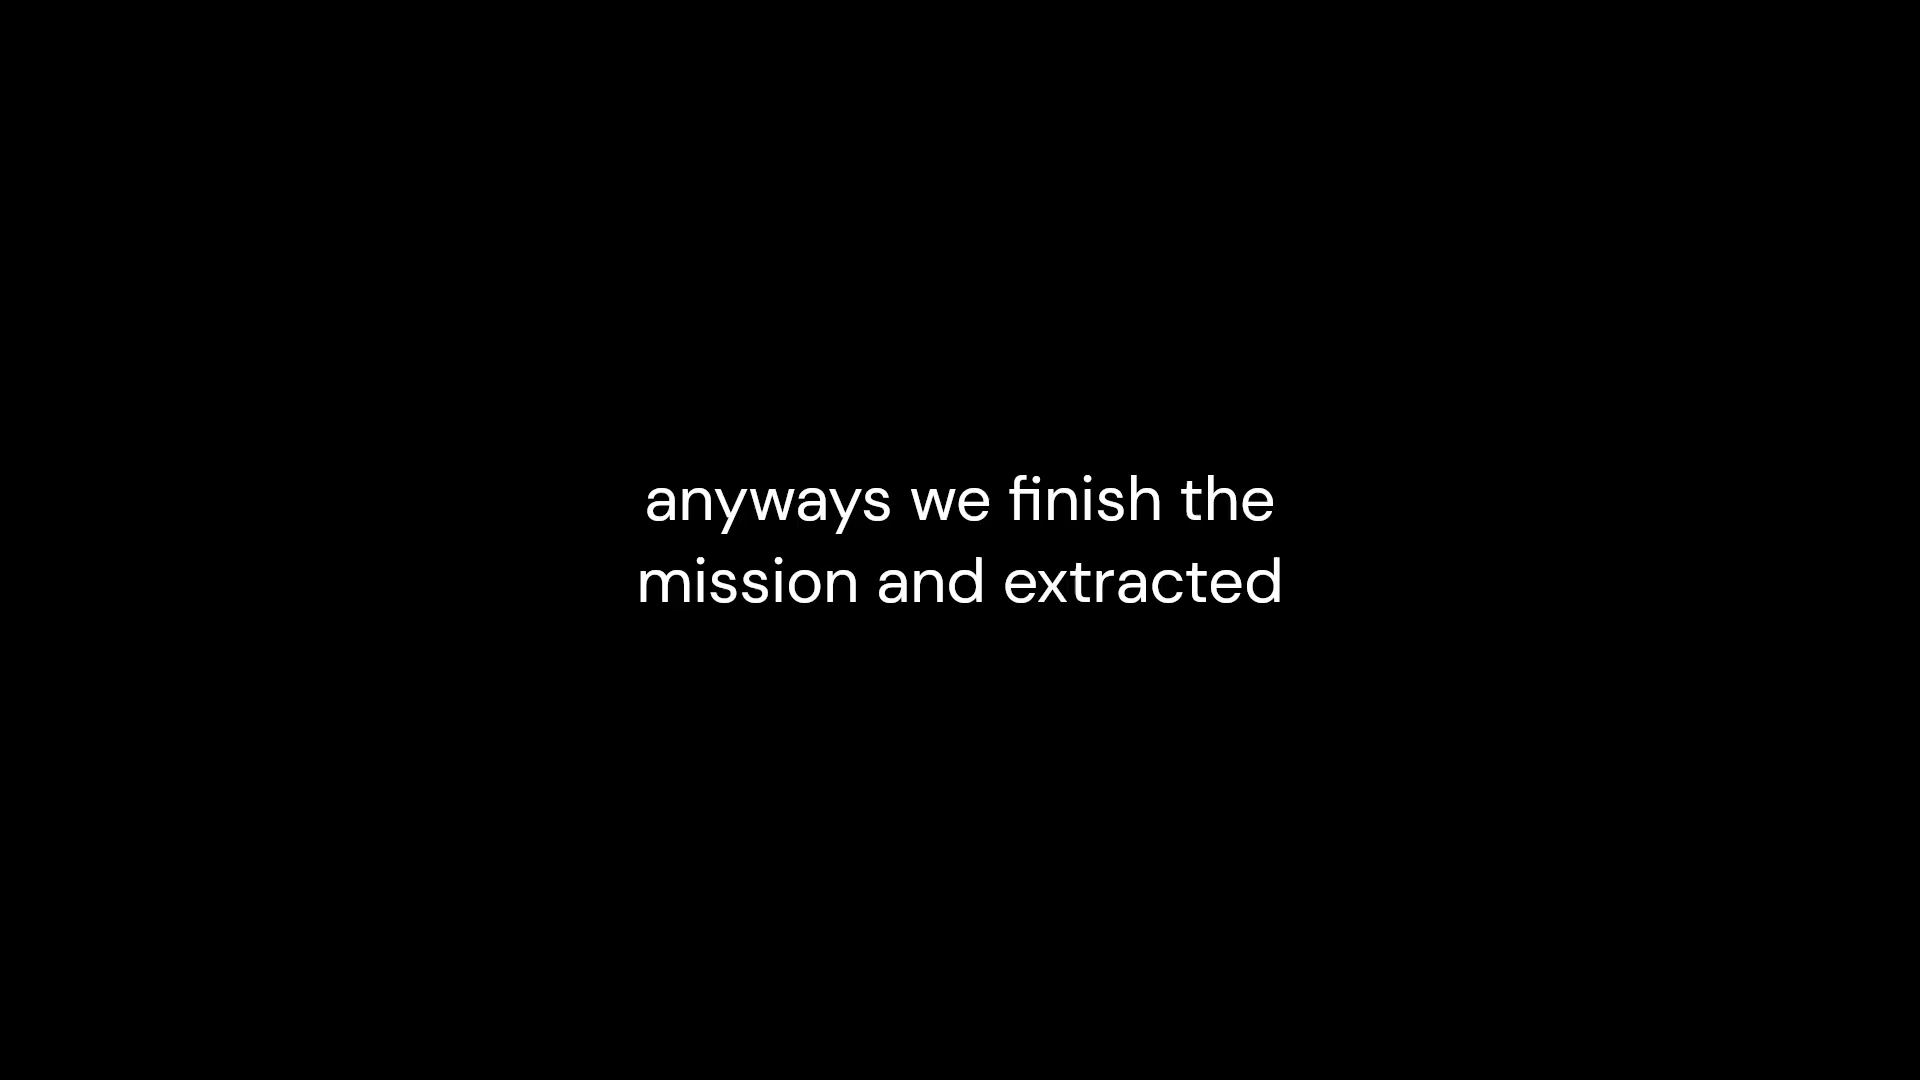 anyways we finish the
mission and extracted